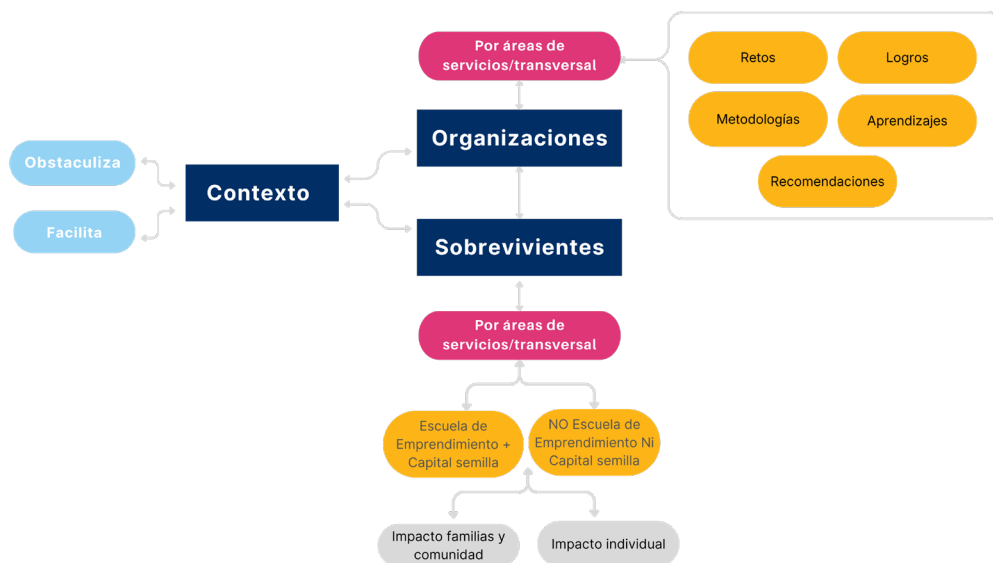 Por áreas de
servicios/transversal
Retos
Logros
Metodologías
Aprendizajes
Recomendaciones
Organizaciones
Obstaculiza
Contexto
Facilita
Sobrevivientes
Por áreas de
servicios/transversal
Escuela de
Emprendimiento +
Capital semilla
NO Escuela de
Emprendimiento Ni
Capital semilla
Impacto familias y
comunidad
Impacto individual